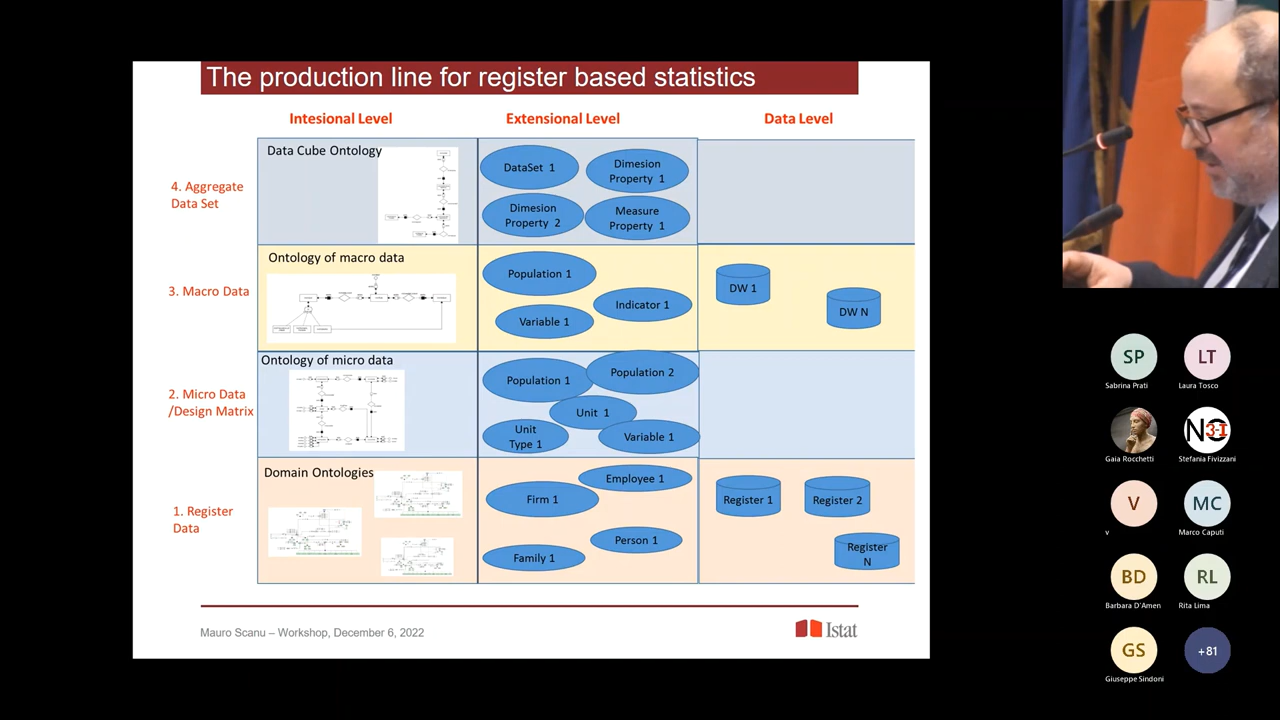 The production line for register based statistics
Intesional Level
Extensional Level
Data Level
4. Aggregate
Data Set
Data Cube Ontology
DataSet 1
Dimesion
Property 1
Dimesion
Property 2
Measure
Property 1
3. Macro Data
Ontology of macro data
Population 1
Indicator 1
Variable 1
DW 1
DW N
2. Micro Data
/Design Matrix
Ontology of micro data
Population 1
Population 2
Unit 1
Unit
Type 1
Variable 1
1. Register
Data
Domain Ontologies
Employee 1
Firm 1
Person 1
Family 1
Register 1
Register 2
Register
N
Mauro Scanu – Workshop, December 6, 2022
Istat
SP
Sabrina Prati
LT
Laura Tosco
Gaia Rocchetti
N3-I
Stefania Fivizzani
V
v
MC
Marco Caputi
BD
Barbara D'Amen
RL
Rita Lima
GS
Giuseppe Sindoni
+81